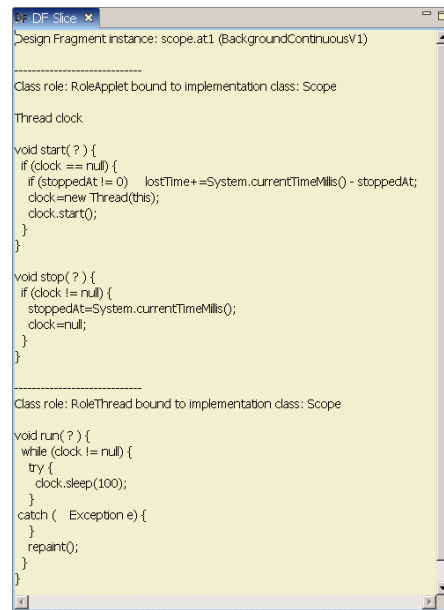 DF DF Slice
Design Fragment instance: scope.at1 (BackgroundContinuousV1)
----------------------------
Class role: RoleApplet bound to implementation class: Scope
Thread clock
void start( ? ) {
if (clock == null) {
if (stoppedAt != 0) lostTime+=System.currentTimeMillis() - stoppedAt;
clock=new Thread(this);
clock.start();
}
}
void stop( ? ) {
if (clock != null) {
stoppedAt=System.currentTimeMillis();
clock=null;
}
}
----------------------------
Class role: RoleThread bound to implementation class: Scope
void run( ? ) {
while (clock != null) {
try {
clock.sleep(100);
}
catch ( Exception e) {
}
repaint();
}
}